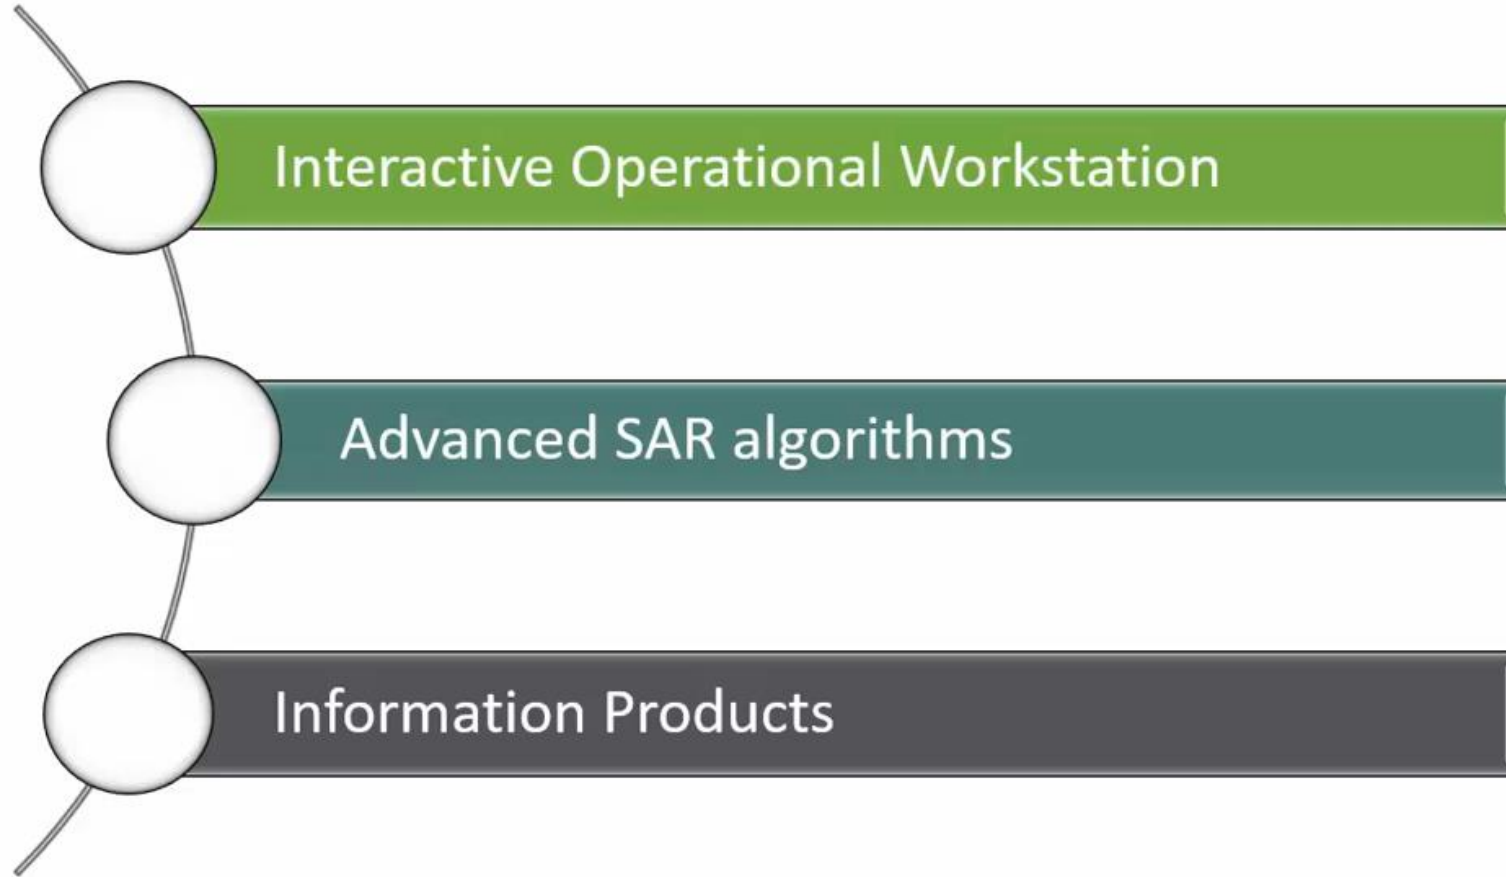 Interactive Operational Workstation
Advanced SAR algorithms
Information Products